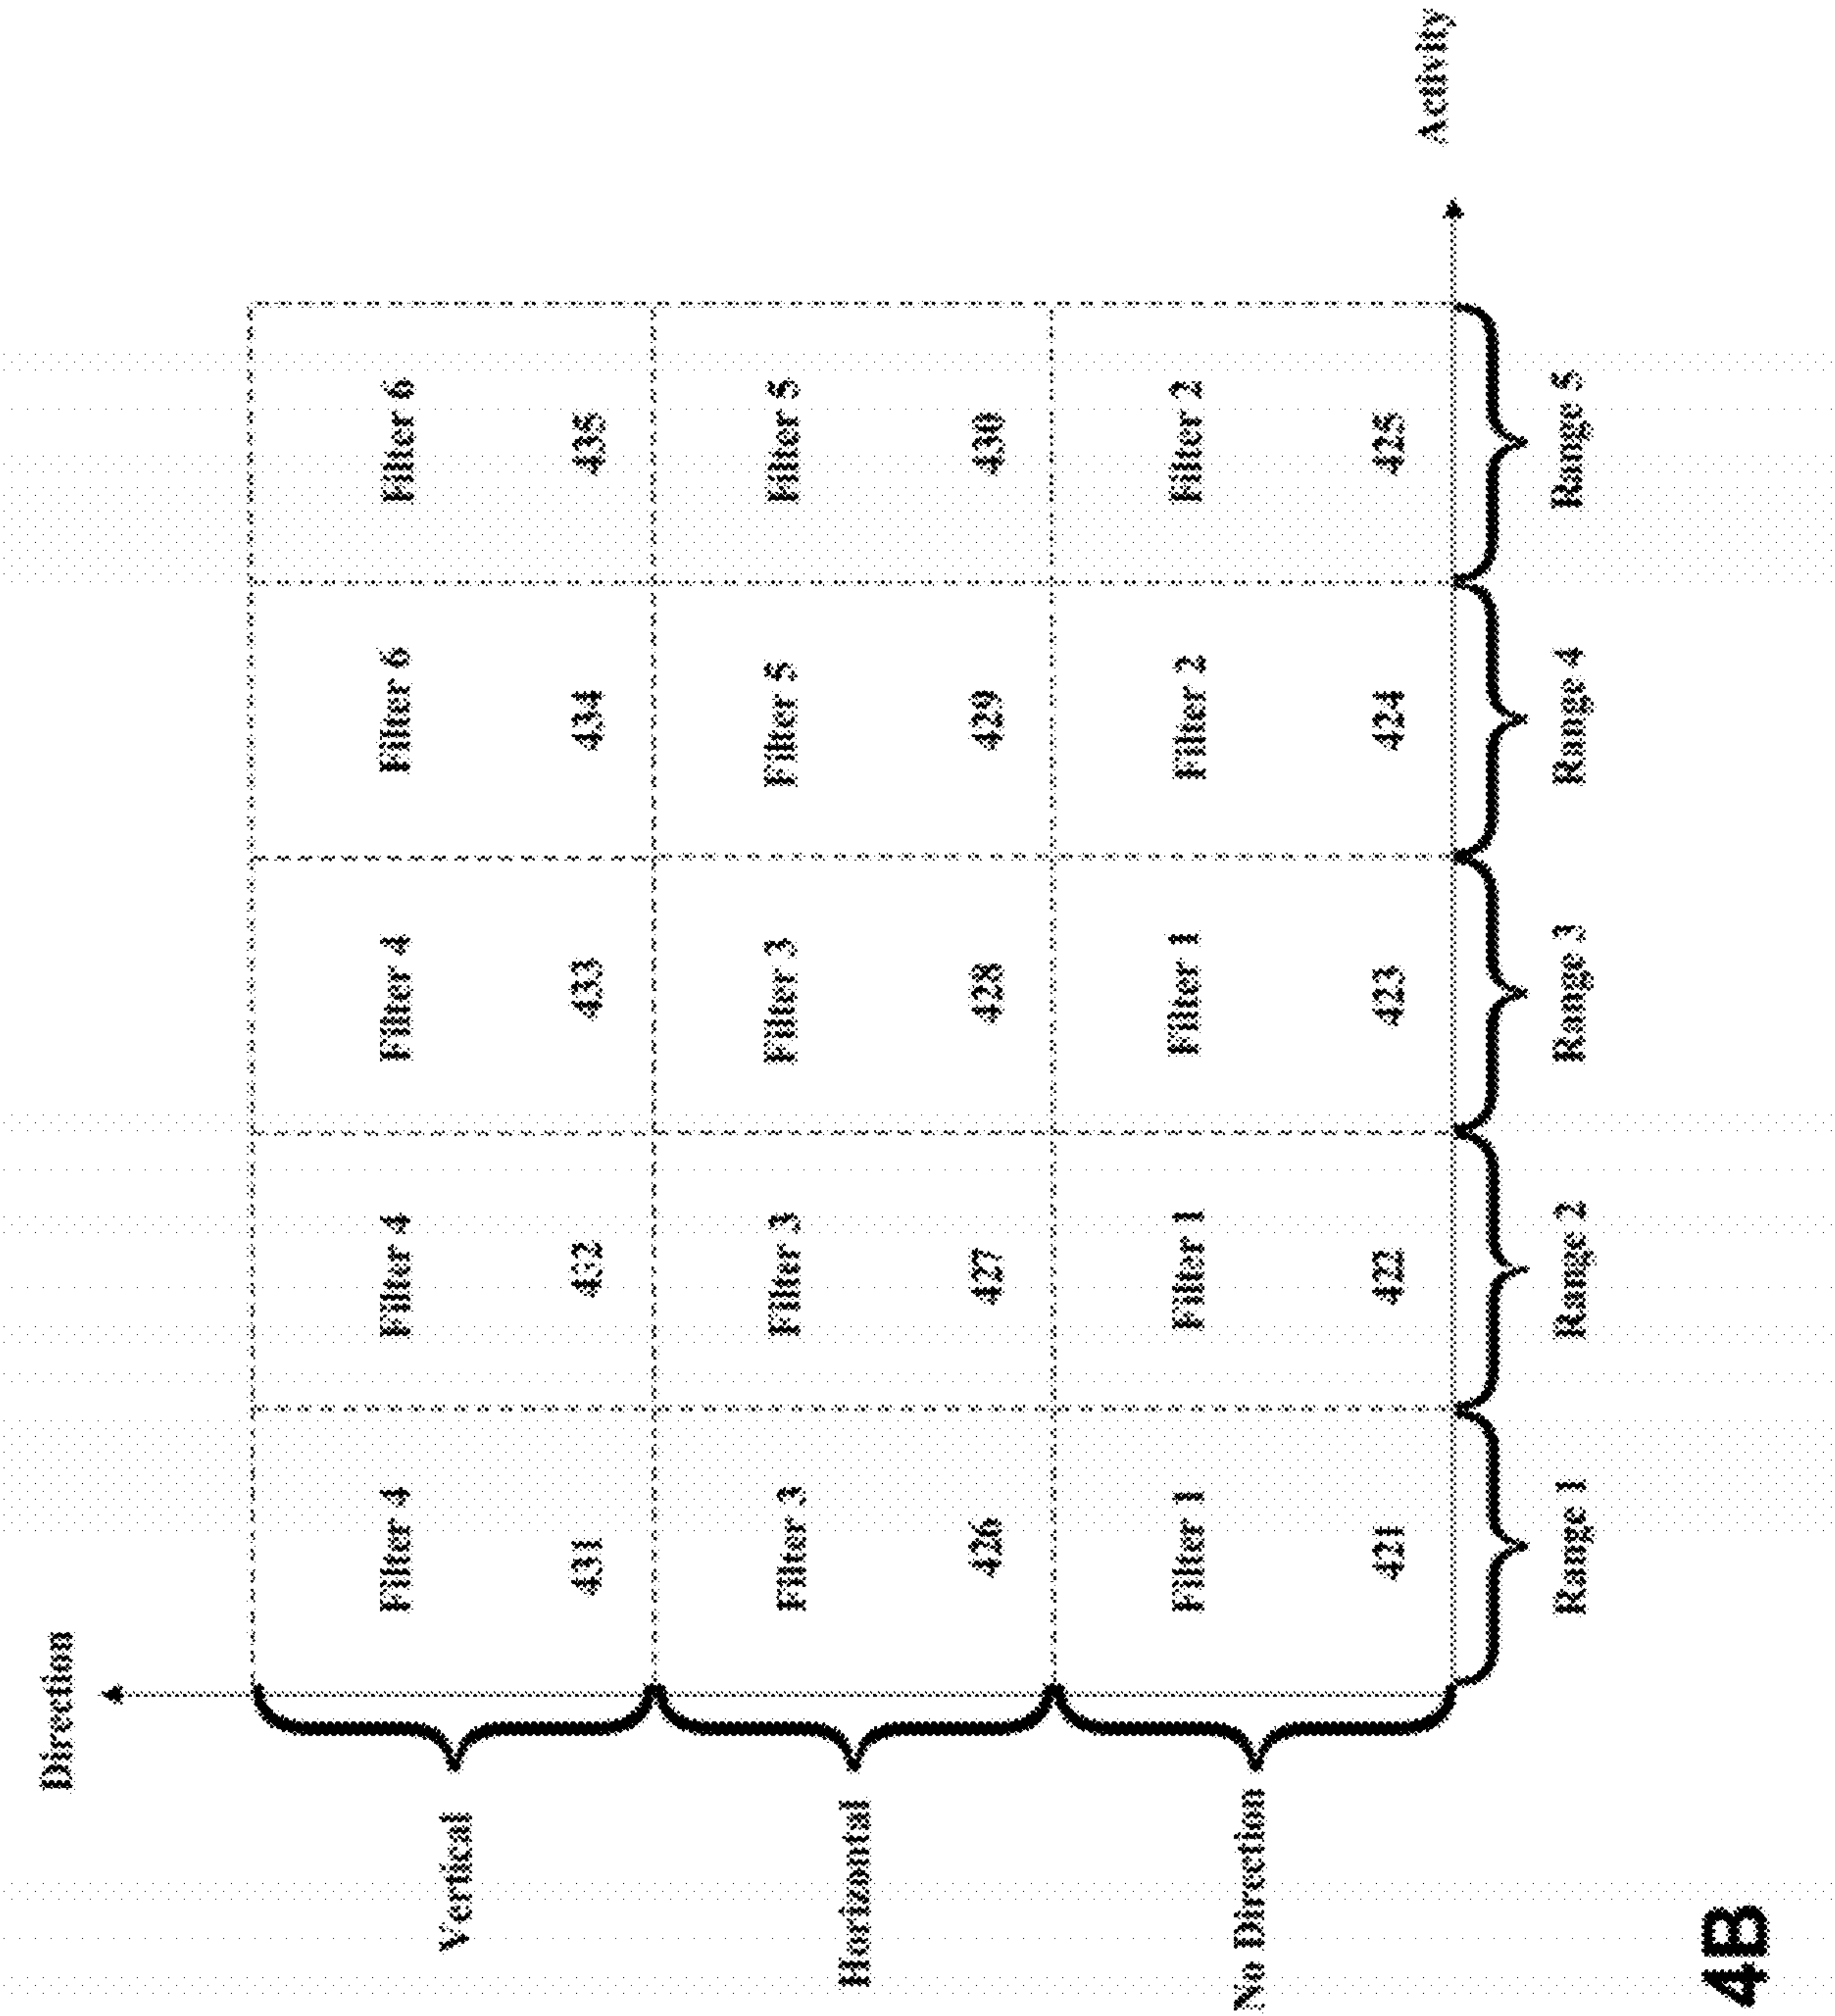 Direction
Vertical
Filter 4
431
Filter 4
432
Filter 4
433
Filter 6
434
Filter 6
435
Horizontal
Filter 3
426
Filter 3
427
Filter 3
428
Filter 5
429
Filter 5
430
No Direction
Filter 1
421
Filter 1
422
Filter 1
423
Filter 2
424
Filter 2
425
Activity
Range 1
Range 2
Range 3
Range 4
Range 5
4B